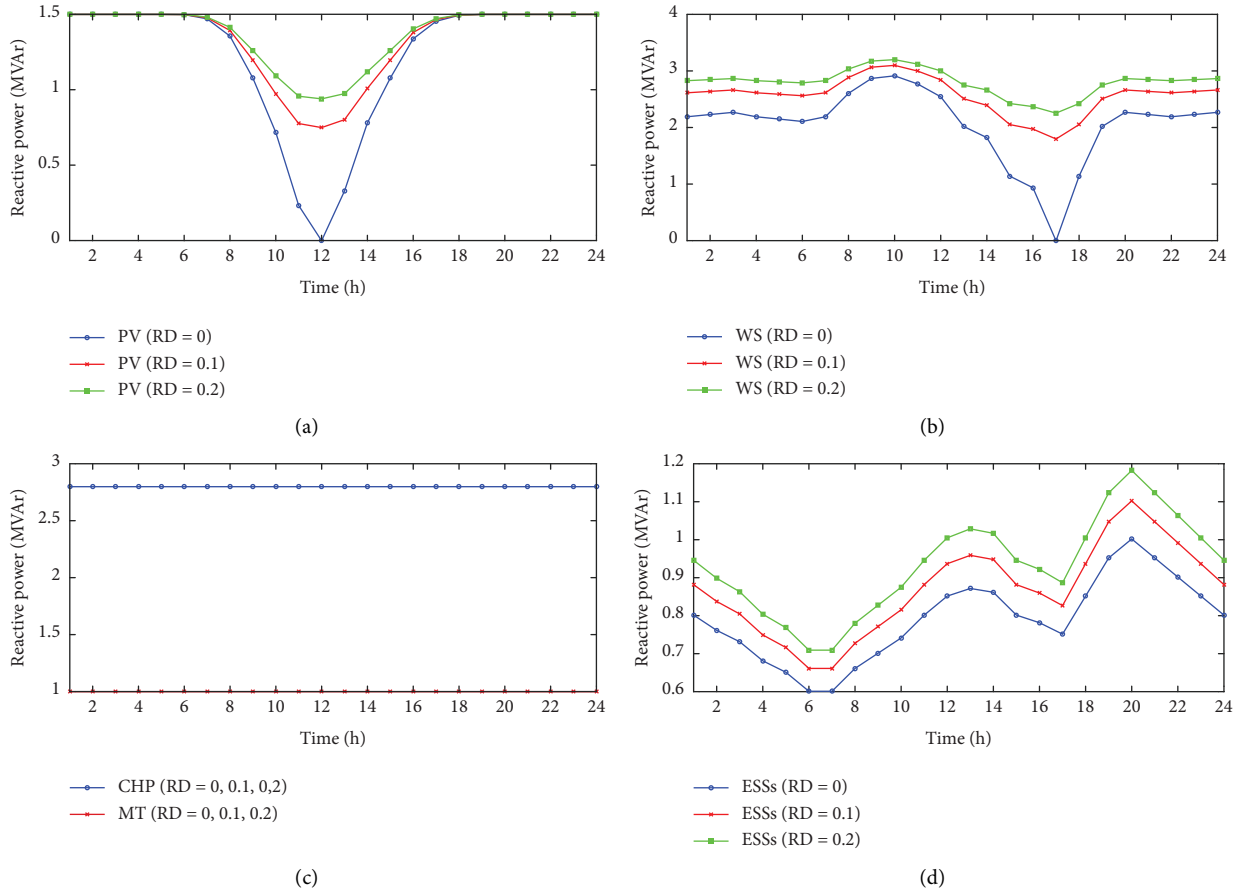 1.5
1
0.5
0
Reactive power (MVAr)
2 4 6 8 10 12 14 16 18 20 22 24
Time (h)
PV (RD = 0)
PV (RD = 0.1)
PV (RD = 0.2)
(a)
4
3
2
1
0
Reactive power (MVAr)
2 4 6 8 10 12 14 16 18 20 22 24
Time (h)
WS (RD = 0)
WS (RD = 0.1)
WS (RD = 0.2)
(b)
3
2.5
2
1.5
1
Reactive power (MVAr)
2 4 6 8 10 12 14 16 18 20 22 24
Time (h)
CHP (RD = 0, 0.1, 0,2)
MT (RD = 0, 0.1, 0.2)
(c)
1.2
1.1
1
0.9
0.8
0.7
0.6
Reactive power (MVAr)
2 4 6 8 10 12 14 16 18 20 22 24
Time (h)
ESSs (RD = 0)
ESSs (RD = 0.1)
ESSs (RD = 0.2)
(d)